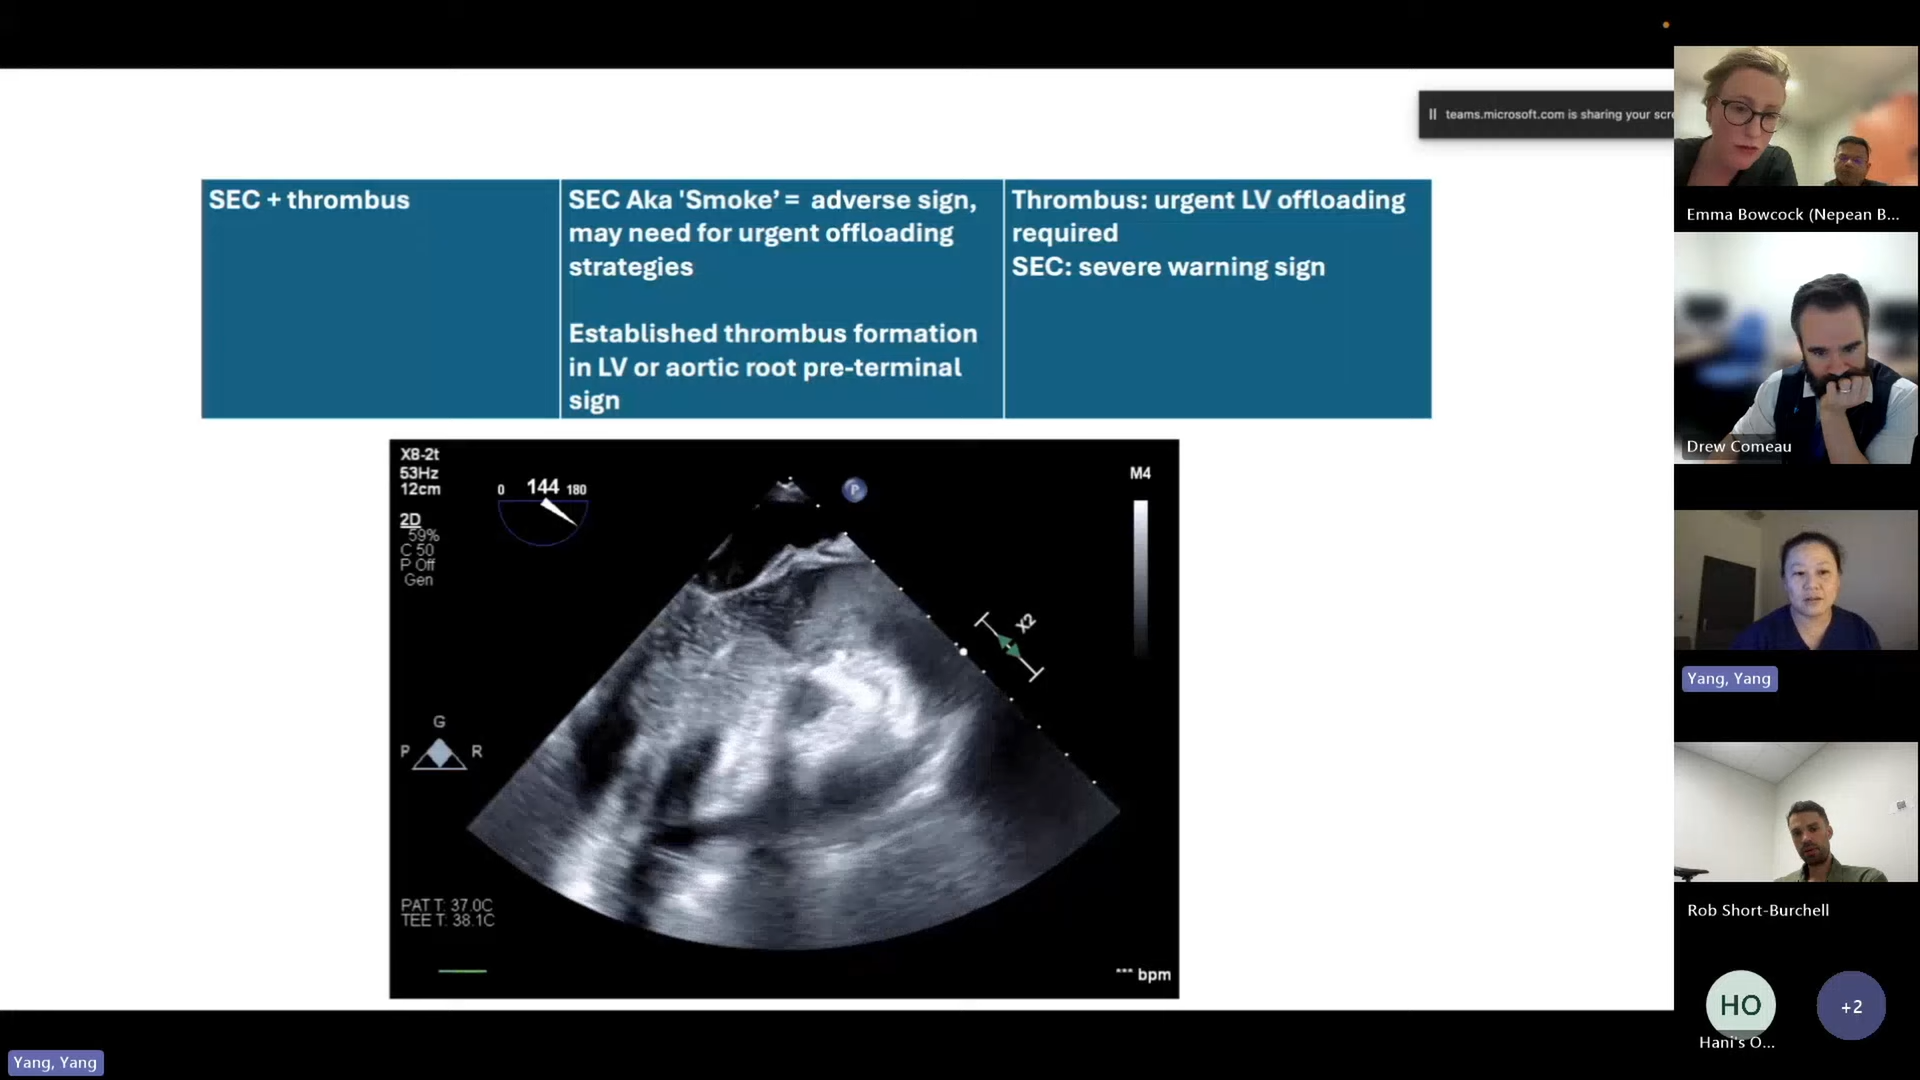 teams.microsoft.com is sharing your scre
SEC + thrombus
SEC Aka 'Smoke’ = adverse sign,
may need for urgent offloading
strategies
Established thrombus formation
in LV or aortic root pre-terminal
sign
Thrombus: urgent LV offloading
required
SEC: severe warning sign
X8-2t
53Hz
12cm
2D
59%
C 50
P Off
Gen
0 144 180
P
M4
X2
G
P R
PAT T: 37.0C
TEE T: 38.1C
*** bpm
Emma Bowcock (Nepean B...
Drew Comeau
Yang, Yang
Rob Short-Burchell
HO
+2
Hani's O...
Yang, Yang